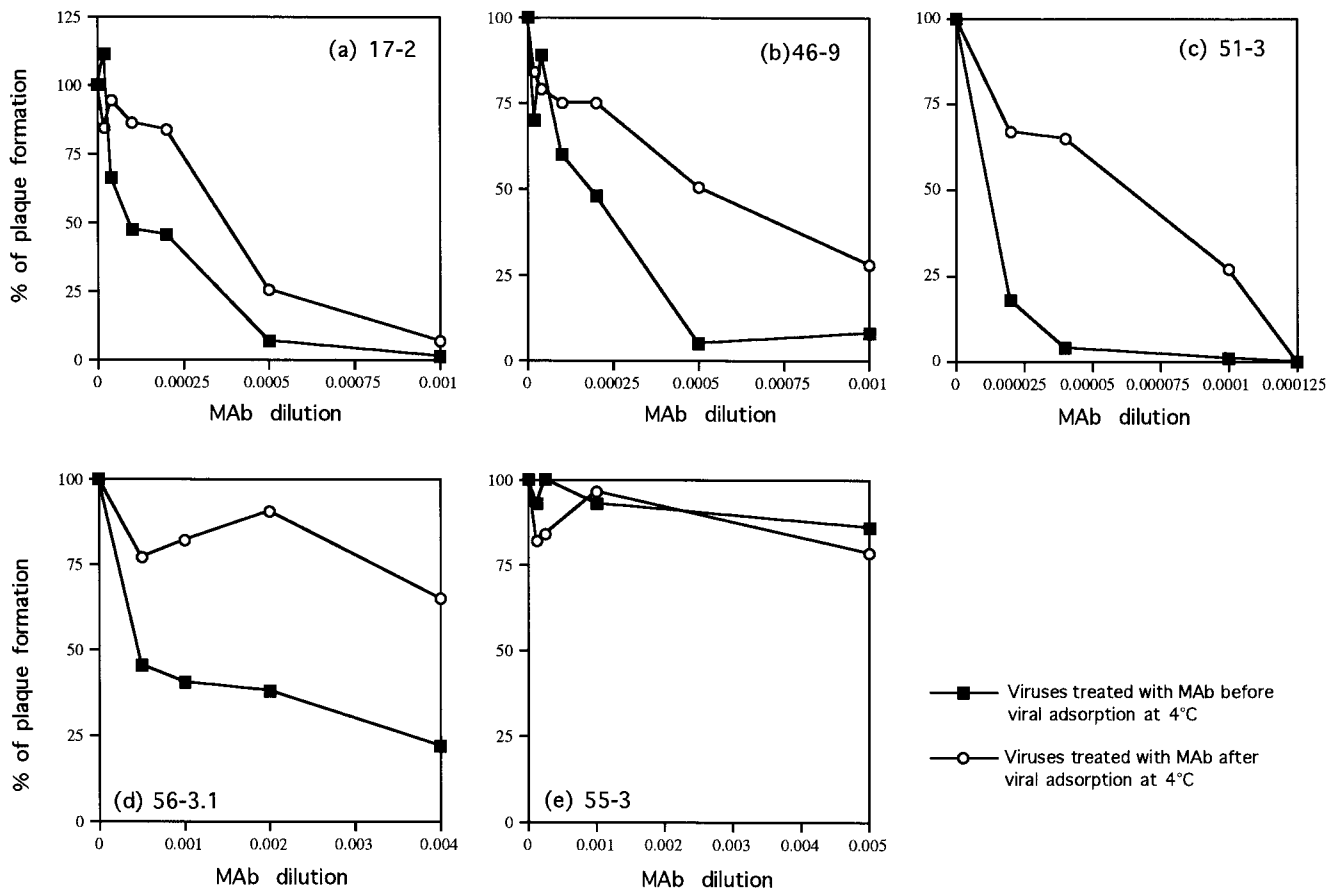 (a) 17-2
125
100
75
50
25
0
0 0.00025 0.0005 0.00075 0.001
MAb dilution
% of plaque formation
(b)46-9
100
75
50
25
0
0 0.00025 0.0005 0.00075 0.001
MAb dilution
(c) 51-3
100
75
50
25
0
0 0.000025 0.00005 0.000075 0.0001 0.000125
MAb dilution
(d) 56-3.1
100
75
50
25
0
0 0.001 0.002 0.003 0.004
MAb dilution
% of plaque formation
(e) 55-3
100
75
50
25
0
0 0.001 0.002 0.003 0.004 0.005
MAb dilution
Viruses treated with MAb before
viral adsorption at 4°C
Viruses treated with MAb after
viral adsorption at 4°C